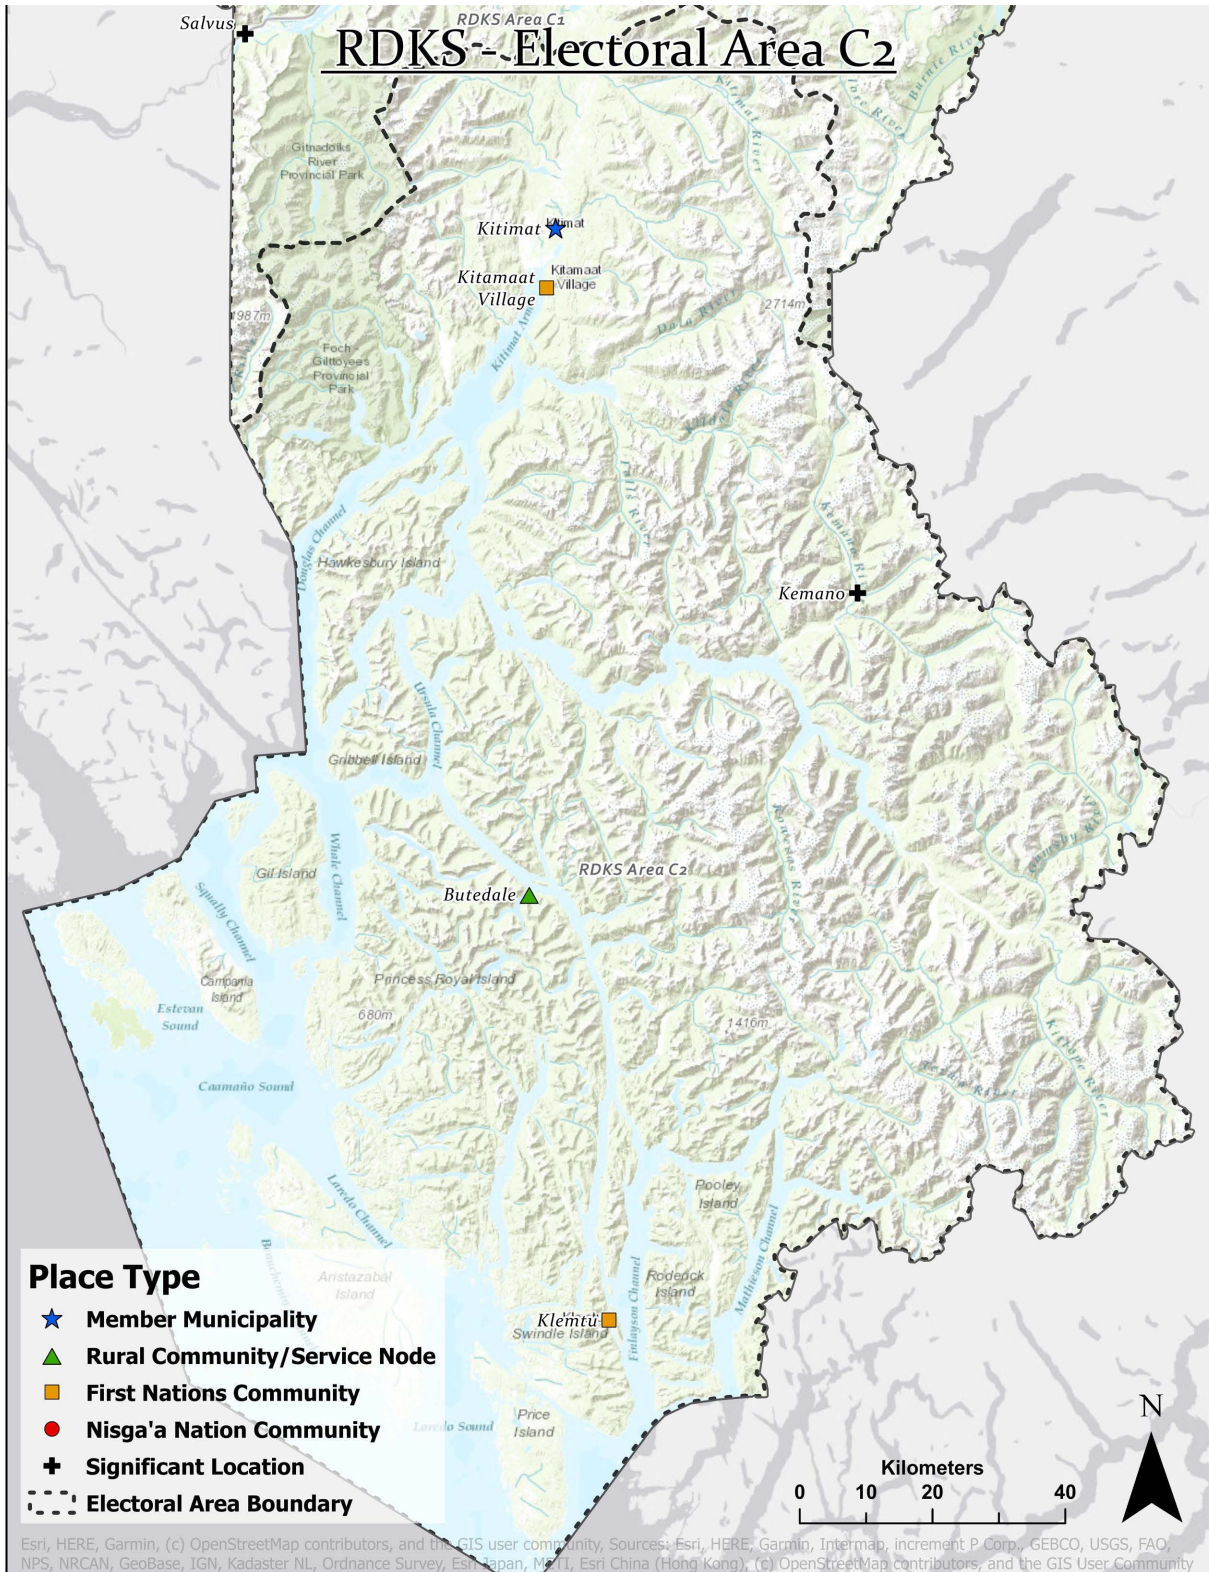 Salvus
RDKS Area C1
RDKS - Electoral Area C2
Burnie River
Kitimat River
Gitnadoiks
River
Provincial Park
Kitimat
Kitimat
Kitamaat
Village
Kitamaat
Village
2714m
Dala River
987m
Kitimat Arm
Foch -
Gilttoyees
Provincial
Park
Kildala River
Douglas Channel
Hawkesbury Island
Kemano River
Kemano
Ursula Channel
Gribbell Island
Whale Channel
Gil Island
RDKS Area C2
Butedale
Squally Channel
Campania
Island
Princess Royal Island
Estevan
Sound
680m
1416m
Kitlope River
Caamaño Sound
Laredo Channel
Pooley
Island
Mathieson Channel
Aristazabal
Island
Roderick
Island
Finlayson Channel
Klemtu
Swindle Island
Price
Island
Laredo Sound
Place Type
Member Municipality
Rural Community/Service Node
First Nations Community
Nisga'a Nation Community
Significant Location
Electoral Area Boundary
N
Kilometers
0 10 20 40
Esri, HERE, Garmin, (c) OpenStreetMap contributors, and the GIS user community, Sources: Esri, HERE, Garmin, Intermap, increment P Corp., GEBCO, USGS, FAO,
NPS, NRCAN, GeoBase, IGN, Kadaster NL, Ordnance Survey, Esri Japan, METI, Esri China (Hong Kong), (c) OpenStreetMap contributors, and the GIS User Community